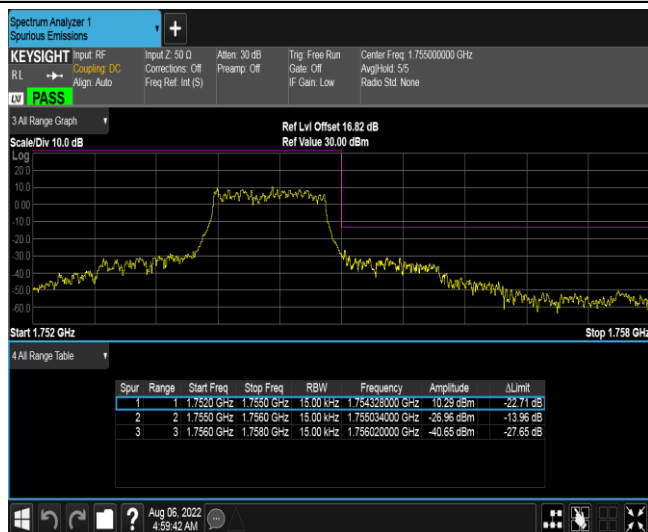 Spectrum Analyzer 1
Spurious Emissions
+
KEYSIGHT Input: RF Input Z: 50 Ω Atten: 30 dB Trig: Free Run Center Freq: 1.755000000 GHz
RL Coupling: DC Corrections: Off Preamp: Off Gate: Off Avg|Hold: 5/5
Align: Auto Freq Ref: Int (S) IF Gain: Low Radio Std: None
LXI PASS
3 All Range Graph
Ref Lvl Offset 16.82 dB
Scale/Div 10.0 dB Ref Value 30.00 dBm
Log
20.0
10.0
0.00
-10.0
-20.0
-30.0
-40.0
-50.0
-60.0
Start 1.752 GHz Stop 1.758 GHz
4 All Range Table
Spur Range Start Freq Stop Freq RBW Frequency Amplitude ΔLimit
1 1 1.7520 GHz 1.7550 GHz 15.00 kHz 1.754328000 GHz 10.29 dBm -22.71 dB
2 2 1.7550 GHz 1.7560 GHz 15.00 kHz 1.755034000 GHz -26.96 dBm -13.96 dB
3 3 1.7560 GHz 1.7580 GHz 15.00 kHz 1.756020000 GHz -40.65 dBm -27.65 dB
? Aug 06, 2022
4:59:42 AM